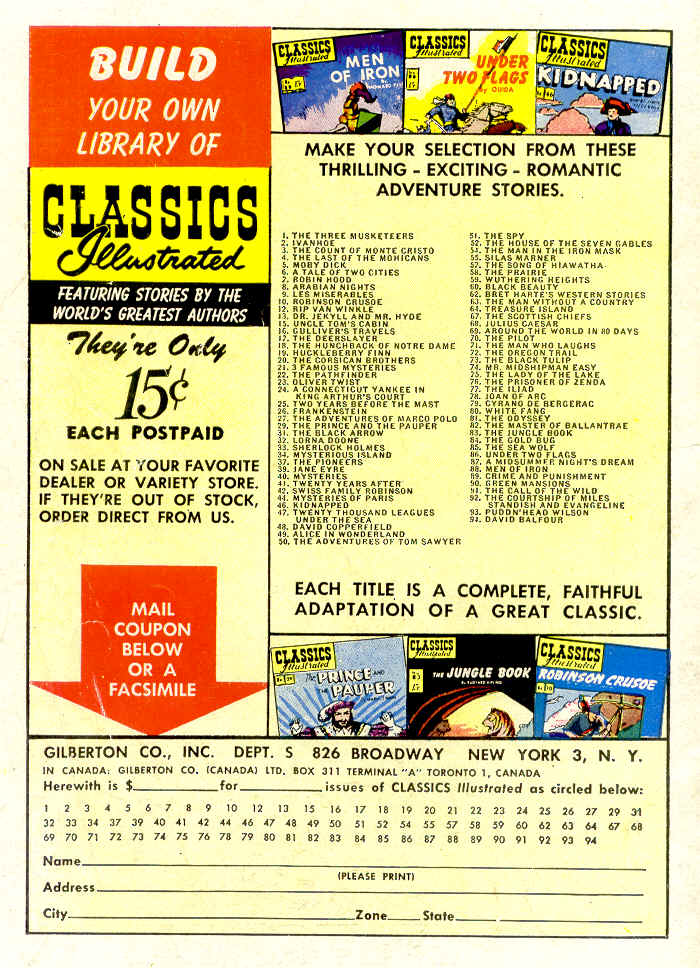 BUILD
YOUR OWN
LIBRARY OF
CLASSICS
Illustrated
FEATURING STORIES BY THE
WORLD'S GREATEST AUTHORS
They're Only
15¢
EACH POSTPAID
ON SALE AT YOUR FAVORITE
DEALER OR VARIETY STORE.
IF THEY'RE OUT OF STOCK,
ORDER DIRECT FROM US.
MAIL
COUPON
BELOW
OR A
FACSIMILE
CLASSICS
Illustrated
MEN
OF IRON
By
HOWARD
CLASSICS
Illustrated
UNDER
TWO FLAGS
by OUIDA
CLASSICS
Illustrated
KIDNAPPED
MAKE YOUR SELECTION FROM THESE
THRILLING - EXCITING - ROMANTIC
ADVENTURE STORIES.
1. THE THREE MUSKETEERS
2. IVANHOE
3. THE COUNT OF MONTE CRISTO
4. THE LAST OF THE MOHICANS
5. MOBY DICK
6. A TALE OF TWO CITIES
7. ROBIN HOOD
8. ARABIAN NIGHTS
9. LES MISERABLES
10. ROBINSON CRUSOE
12. RIP VAN WINKLE
13. DR. JEKYLL AND MR. HYDE
15. UNCLE TOM'S CABIN
16. GULLIVER'S TRAVELS
17. THE DEERSLAYER
18. THE HUNCHBACK OF NOTRE DAME
19. HUCKLEBERRY FINN
20. THE CORSICAN BROTHERS
21. 3 FAMOUS MYSTERIES
22. THE PATHFINDER
23. OLIVER TWIST
24. A CONNECTICUT YANKEE IN
KING ARTHUR'S COURT
25. TWO YEARS BEFORE THE MAST
26. FRANKENSTEIN
27. THE ADVENTURES OF MARCO POLO
29. THE PRINCE AND THE PAUPER
31. THE BLACK ARROW
32. LORNA DOONE
33. SHERLOCK HOLMES
34. MYSTERIOUS ISLAND
37. THE PIONEERS
39. JANE EYRE
40. MYSTERIES
41. TWENTY YEARS AFTER
42. SWISS FAMILY ROBINSON
44. MYSTERIES OF PARIS
46. KIDNAPPED
47. TWENTY THOUSAND LEAGUES
UNDER THE SEA
48. DAVID COPPERFIELD
49. ALICE IN WONDERLAND
50. THE ADVENTURES OF TOM SAWYER
51. THE SPY
52. THE HOUSE OF THE SEVEN GABLES
54. THE MAN IN THE IRON MASK
55. SILAS MARNER
57. THE SONG OF HIAWATHA
58. THE PRAIRIE
59. WUTHERING HEIGHTS
60. BLACK BEAUTY
62. BRET HARTE'S WESTERN STORIES
63. THE MAN WITHOUT A COUNTRY
64. TREASURE ISLAND
67. THE SCOTTISH CHIEFS
68. JULIUS CAESAR
69. AROUND THE WORLD IN 80 DAYS
70. THE PILOT
71. THE MAN WHO LAUGHS
72. THE OREGON TRAIL
73. THE BLACK TULIP
74. MR. MIDSHIPMAN EASY
75. THE LADY OF THE LAKE
76. THE PRISONER OF ZENDA
77. THE ILIAD
78. JOAN OF ARC
79. CYRANO DE BERGERAC
80. WHITE FANG
81. THE ODYSSEY
82. THE MASTER OF BALLANTRAE
83. THE JUNGLE BOOK
84. THE GOLD BUG
85. THE SEA WOLF
86. UNDER TWO FLAGS
87. A MIDSUMMER NIGHT'S DREAM
88. MEN OF IRON
89. CRIME AND PUNISHMENT
90. GREEN MANSIONS
91. THE CALL OF THE WILD
92. THE COURTSHIP OF MILES
STANDISH AND EVANGELINE
93. PUDDN'HEAD WILSON
94. DAVID BALFOUR
EACH TITLE IS A COMPLETE, FAITHFUL
ADAPTATION OF A GREAT CLASSIC.
CLASSICS
Illustrated
The PRINCE AND
THE PAUPER
CLASSICS
Illustrated
THE JUNGLE BOOK
CLASSICS
Illustrated
ROBINSON CRUSOE
GILBERTON CO., INC. DEPT. S 826 BROADWAY NEW YORK 3, N. Y.
IN CANADA: GILBERTON CO. (CANADA) LTD. BOX 311 TERMINAL "A" TORONTO 1, CANADA
Herewith is $ for issues of CLASSICS Illustrated as circled below:
1 2 3 4 5 6 7 8 9 10 12 13 15 16 17 18 19 20 21 22 23 24 25 26 27 29 31
32 33 34 37 39 40 41 42 44 46 47 48 49 50 51 52 54 55 57 58 59 60 62 63 64 67 68
69 70 71 72 73 74 75 76 77 78 79 80 81 82 83 84 85 86 87 88 89 90 91 92 93 94
Name
(PLEASE PRINT)
Address
City Zone State